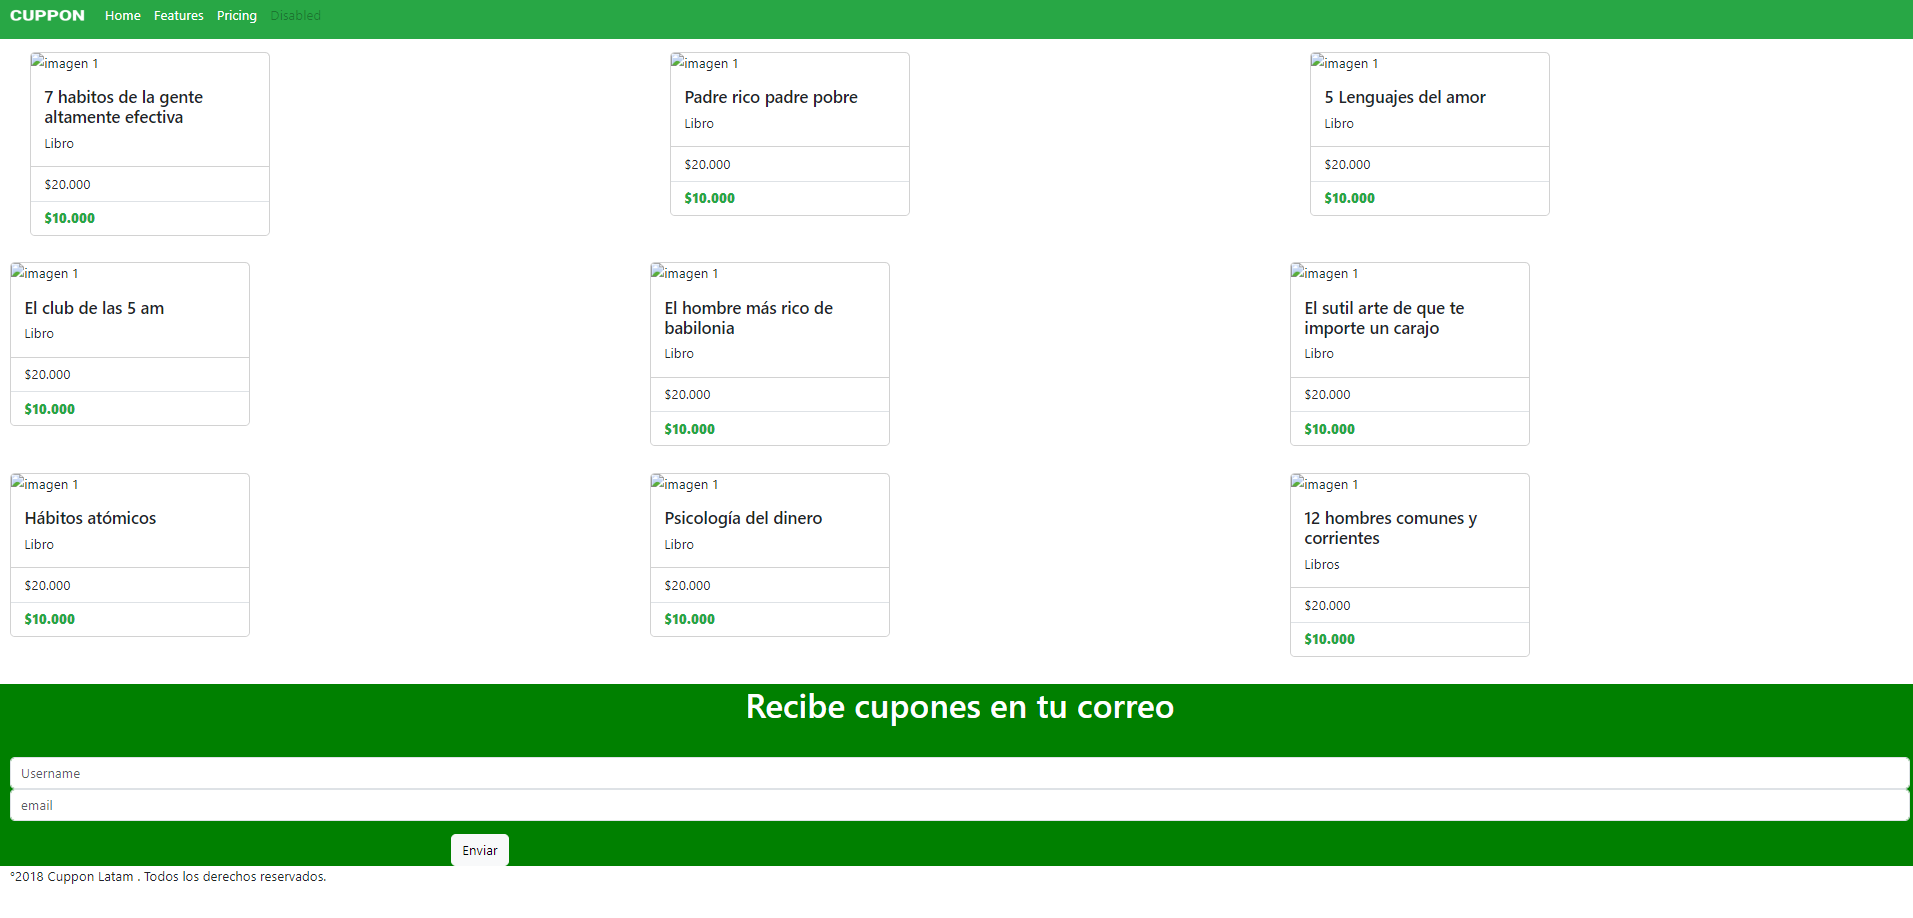 CUPPON Home Features Pricing Disabled
imagen 1
7 habitos de la gente
altamente efectiva
Libro
$20.000
$10.000
imagen 1
Padre rico padre pobre
Libro
$20.000
$10.000
imagen 1
5 Lenguajes del amor
Libro
$20.000
$10.000
imagen 1
El club de las 5 am
Libro
$20.000
$10.000
imagen 1
El hombre más rico de
babilonia
Libro
$20.000
$10.000
imagen 1
El sutil arte de que te
importe un carajo
Libro
$20.000
$10.000
imagen 1
Hábitos atómicos
Libro
$20.000
$10.000
imagen 1
Psicología del dinero
Libro
$20.000
$10.000
imagen 1
12 hombres comunes y
corrientes
Libros
$20.000
$10.000
Recibe cupones en tu correo
Username
email
Enviar
°2018 Cuppon Latam . Todos los derechos reservados.